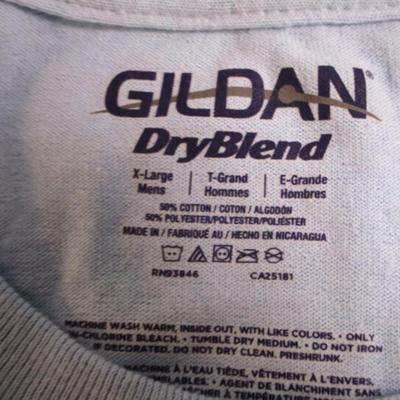 GILDAN®
DryBlend
X-Large | T-Grand | E-Grande
Mens | Hommes | Hombres
50% COTTON / COTON / ALGODÓN
50% POLYESTER/POLYESTER/POLIÉSTER
MADE IN / FABRIQUÉ AU / HECHO EN NICARAGUA
RN93846 CA25181
MACHINE WASH WARM, INSIDE OUT, WITH LIKE COLORS. • ONLY
NON-CHLORINE BLEACH. • TUMBLE DRY MEDIUM. • DO NOT IRON
IF DECORATED. DO NOT DRY CLEAN. PRESHRUNK.
MACHINE À L'EAU TIÈDE, VÊTEMENT À L'ENVERS,
MBLABLES. • AGENT DE BLANCHIMENT SANS